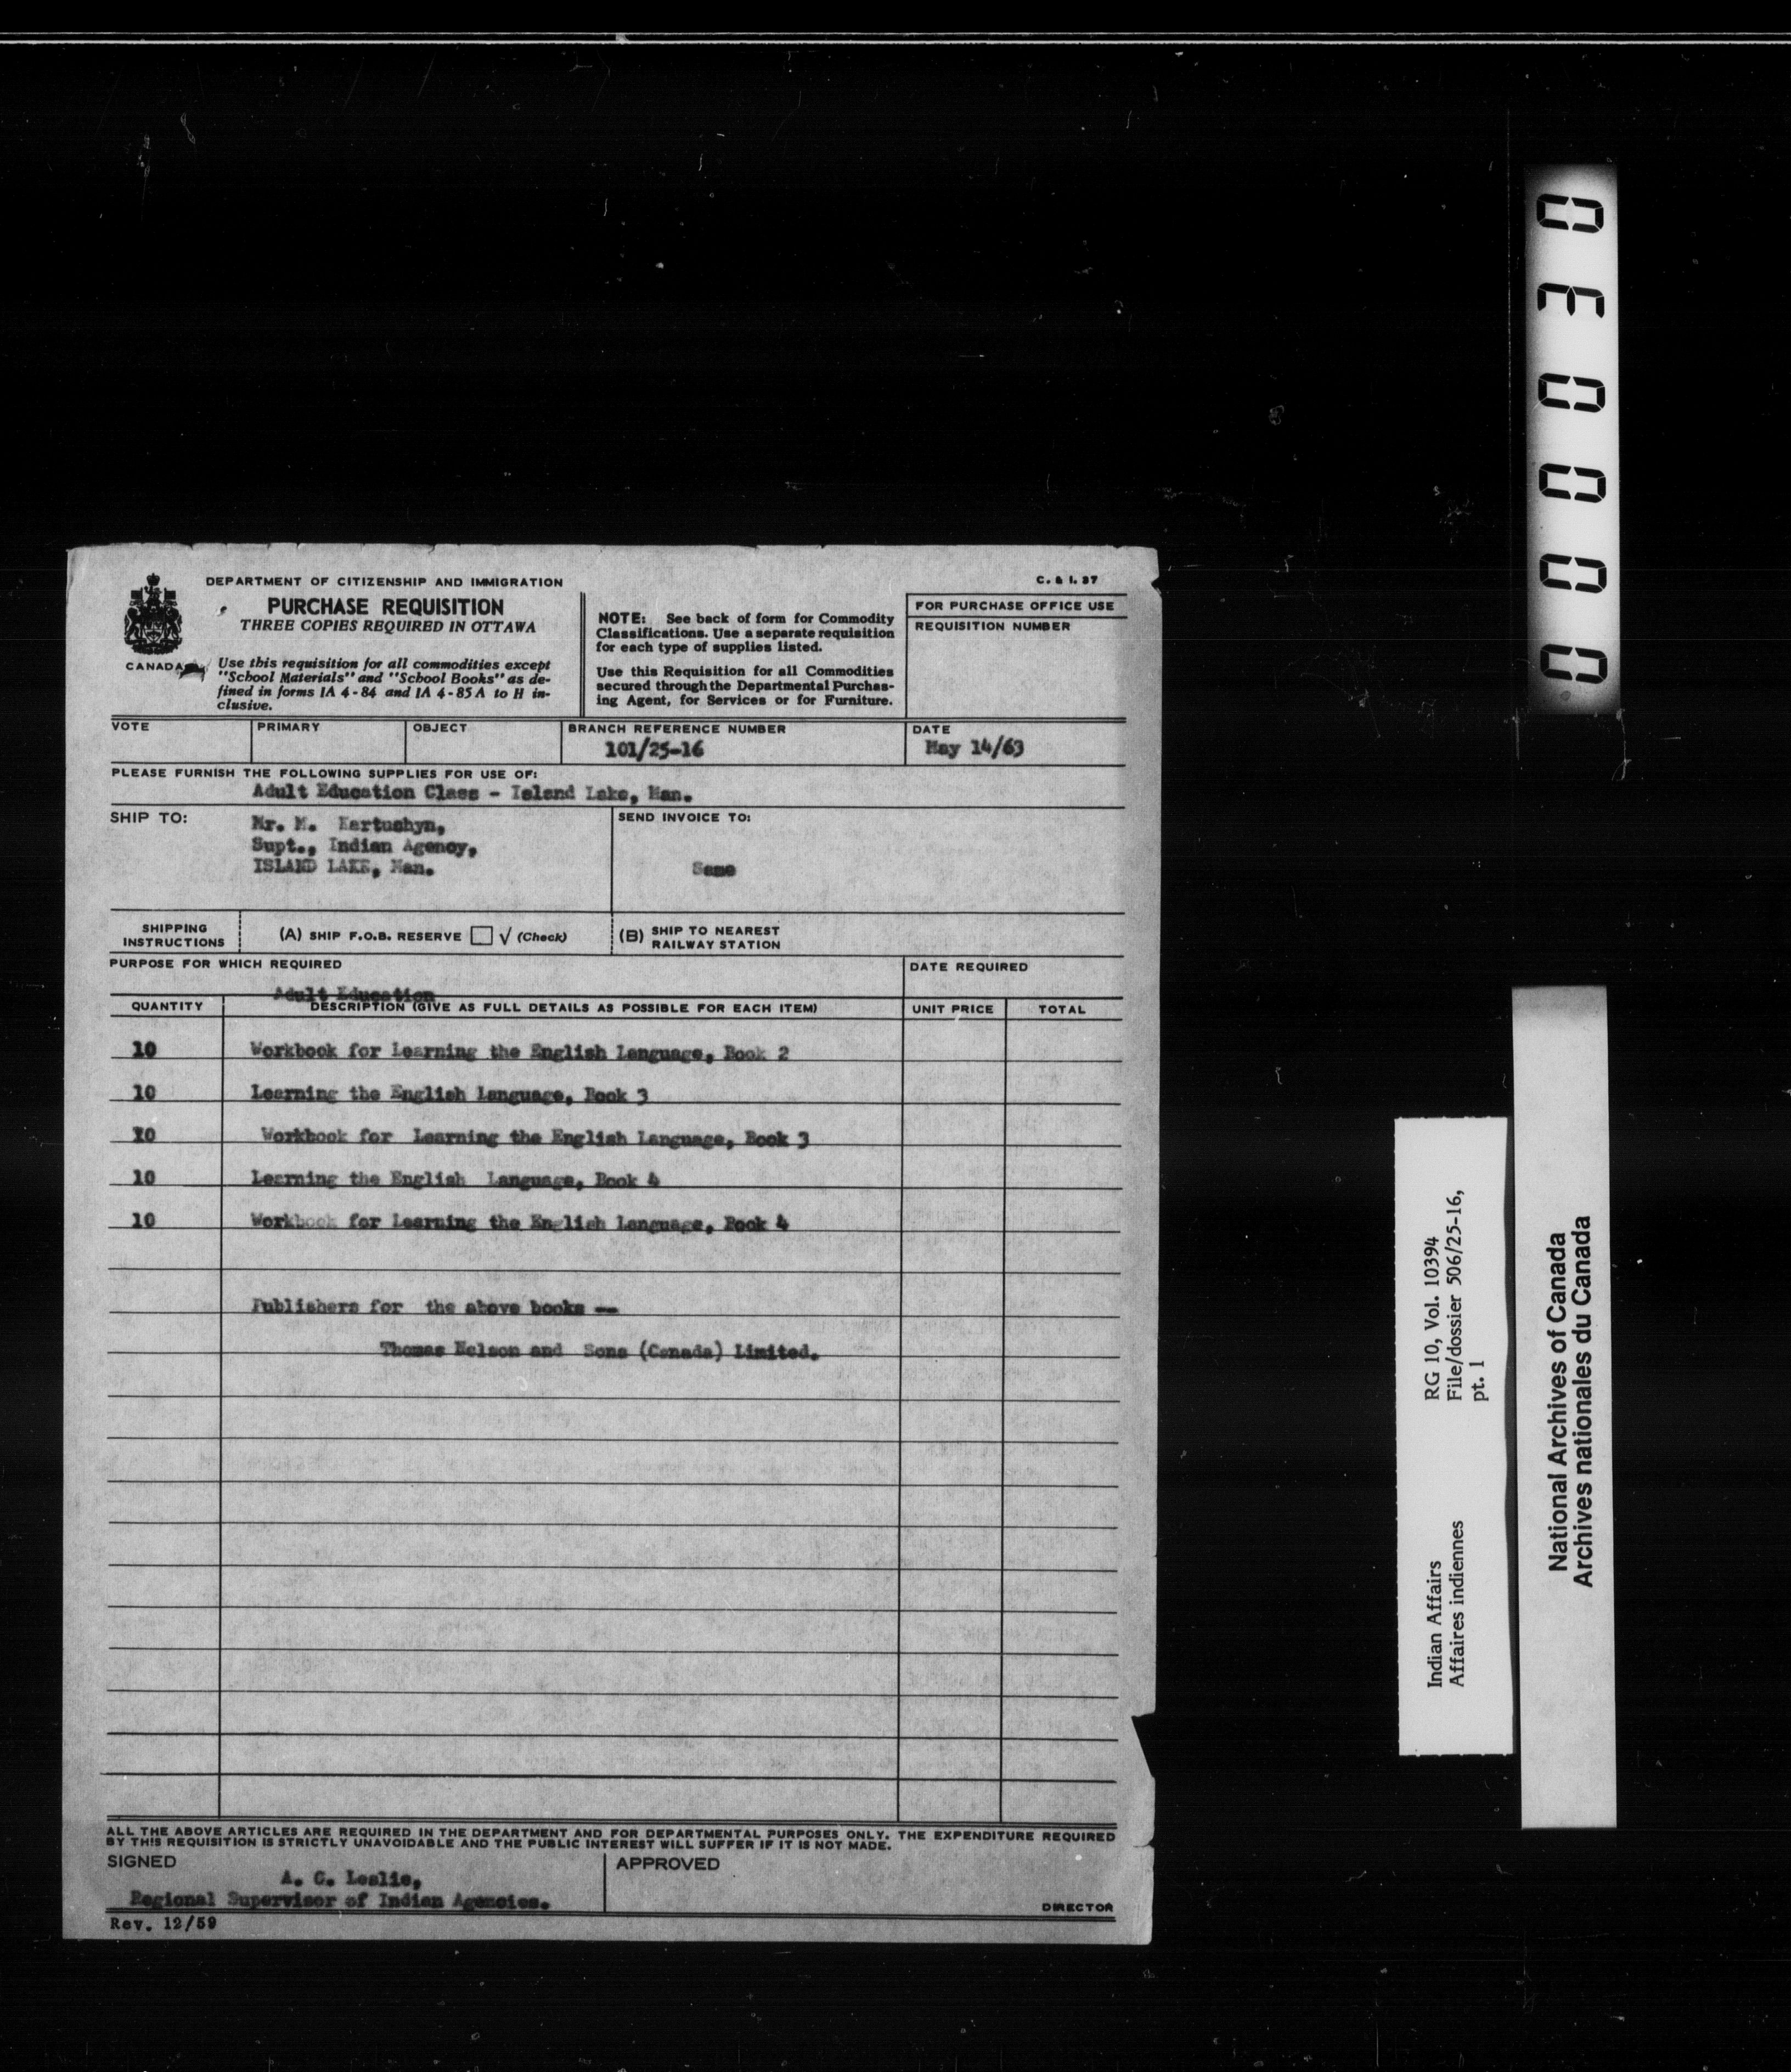 DEPARTMENT OF CITIZENSHIP AND IMMIGRATION
C. & I. 37
PURCHASE REQUISITION
THREE COPIES REQUIRED IN OTTAWA
CANADA
Use this requisition for all commodities except
"School Materials" and "School Books" as de-
fined in forms IA 4-84 and IA 4-85 A to H in-
clusive.
NOTE: See back of form for Commodity
Classifications. Use a separate requisition
for each type of supplies listed.
Use this Requisition for all Commodities
secured through the Departmental Purchas-
ing Agent, for Services or for Furniture.
FOR PURCHASE OFFICE USE
REQUISITION NUMBER
VOTE PRIMARY OBJECT BRANCH REFERENCE NUMBER DATE
101/25-16 May 14/63
PLEASE FURNISH THE FOLLOWING SUPPLIES FOR USE OF:
Adult Education Class - Island Lake, Man.
SHIP TO: Mr. M. Kartushyn,
Supt., Indian Agency,
ISLAND LAKE, Man.
SEND INVOICE TO:
Same
SHIPPING
INSTRUCTIONS
(A) SHIP F.O.B. RESERVE √ (Check)
(B) SHIP TO NEAREST
RAILWAY STATION
PURPOSE FOR WHICH REQUIRED DATE REQUIRED
Adult Education
QUANTITY DESCRIPTION (GIVE AS FULL DETAILS AS POSSIBLE FOR EACH ITEM) UNIT PRICE TOTAL
10 Workbook for Learning the English Language, Book 2
10 Learning the English Language, Book 3
10 Workbook for Learning the English Language, Book 3
10 Learning the English Language, Book 4
10 Workbook for Learning the English Language, Book 4
Publishers for the above books --
Thomas Nelson and Sons (Canada) Limited.
ALL THE ABOVE ARTICLES ARE REQUIRED IN THE DEPARTMENT AND FOR DEPARTMENTAL PURPOSES ONLY. THE EXPENDITURE REQUIRED
BY THIS REQUISITION IS STRICTLY UNAVOIDABLE AND THE PUBLIC INTEREST WILL SUFFER IF IT IS NOT MADE.
SIGNED
A. G. Leslie,
Regional Supervisor of Indian Agencies.
APPROVED
DIRECTOR
Rev. 12/59
000030
Indian Affairs
Affaires indiennes
RG 10, Vol. 10394
File/dossier 506/25-16,
pt. 1
National Archives of Canada
Archives nationales du Canada